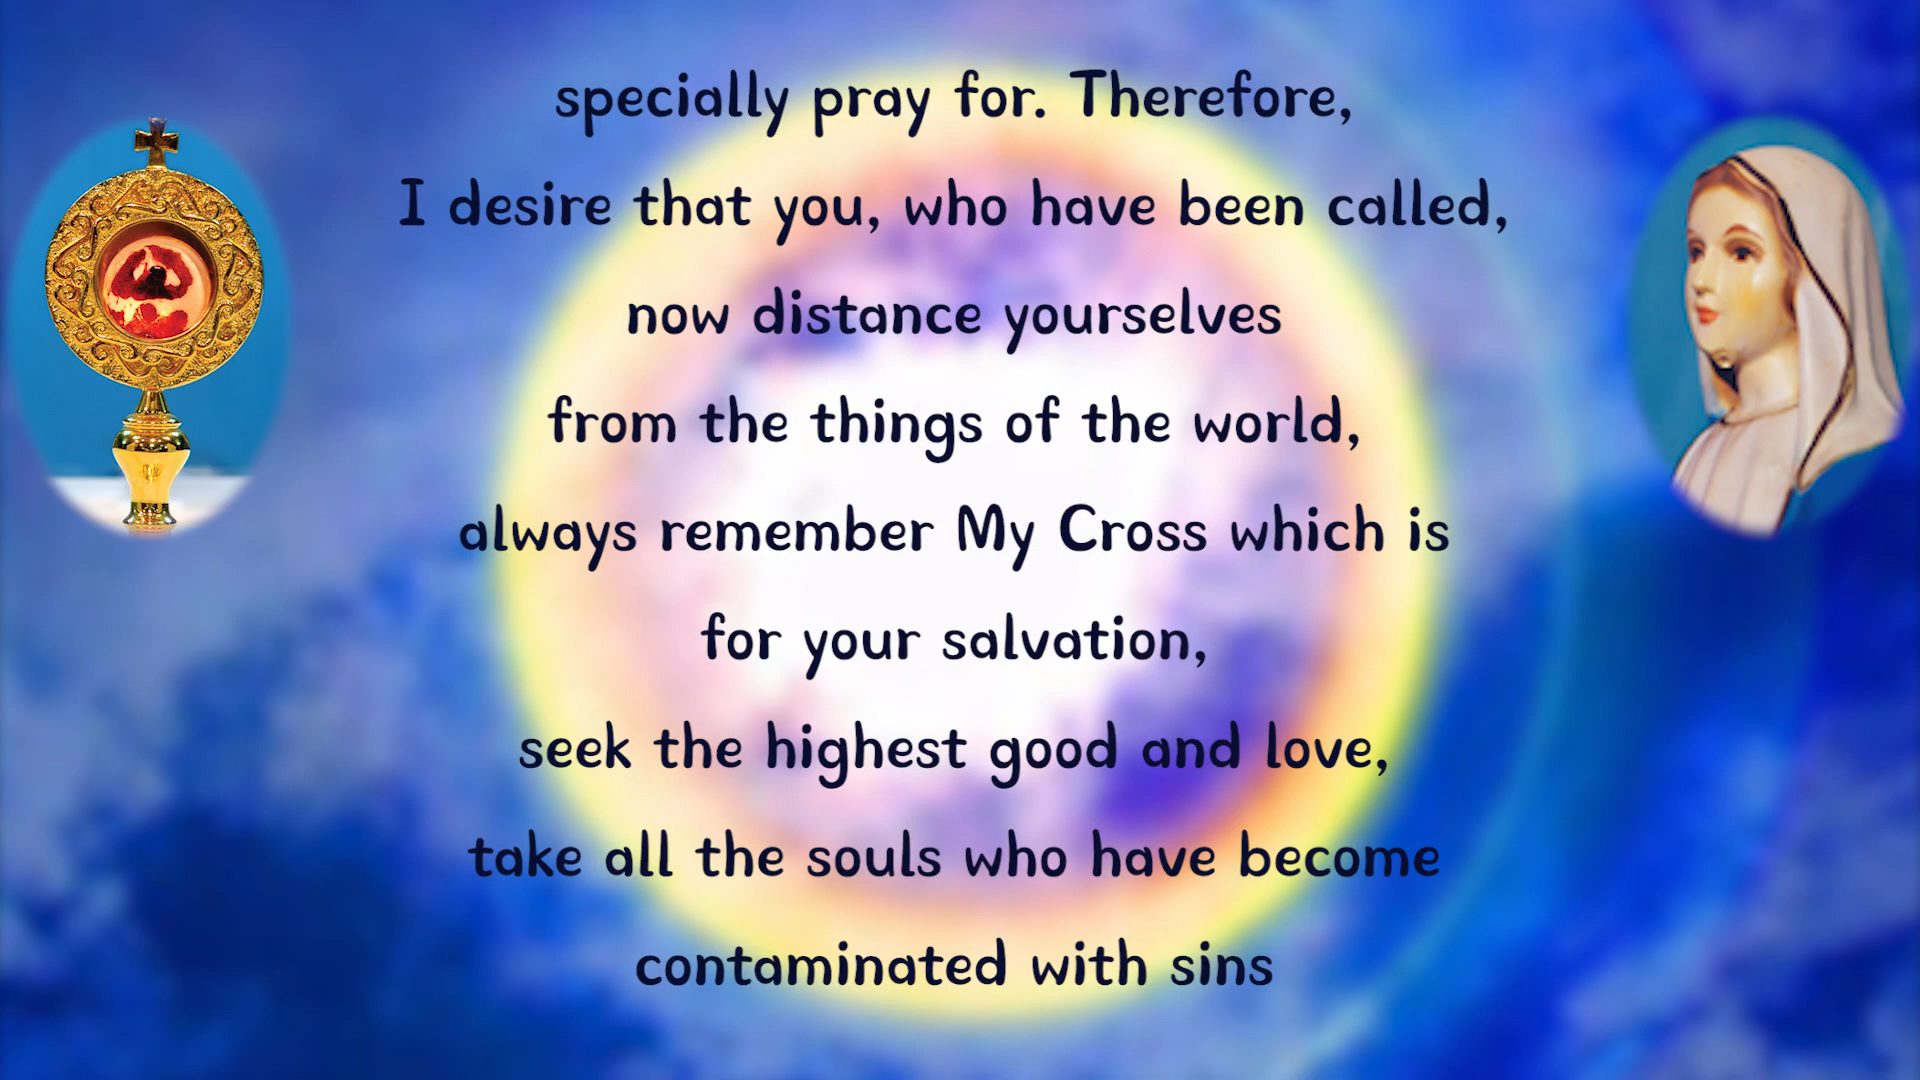 specially pray for. Therefore,
I desire that you, who have been called,
now distance yourselves
from the things of the world,
always remember My Cross which is
for your salvation,
seek the highest good and love,
take all the souls who have become
contaminated with sins